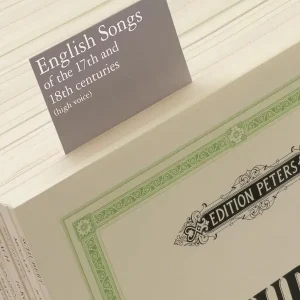 English Songs
of the 17th and
18th centuries
(high voice)
EDITION PETERS